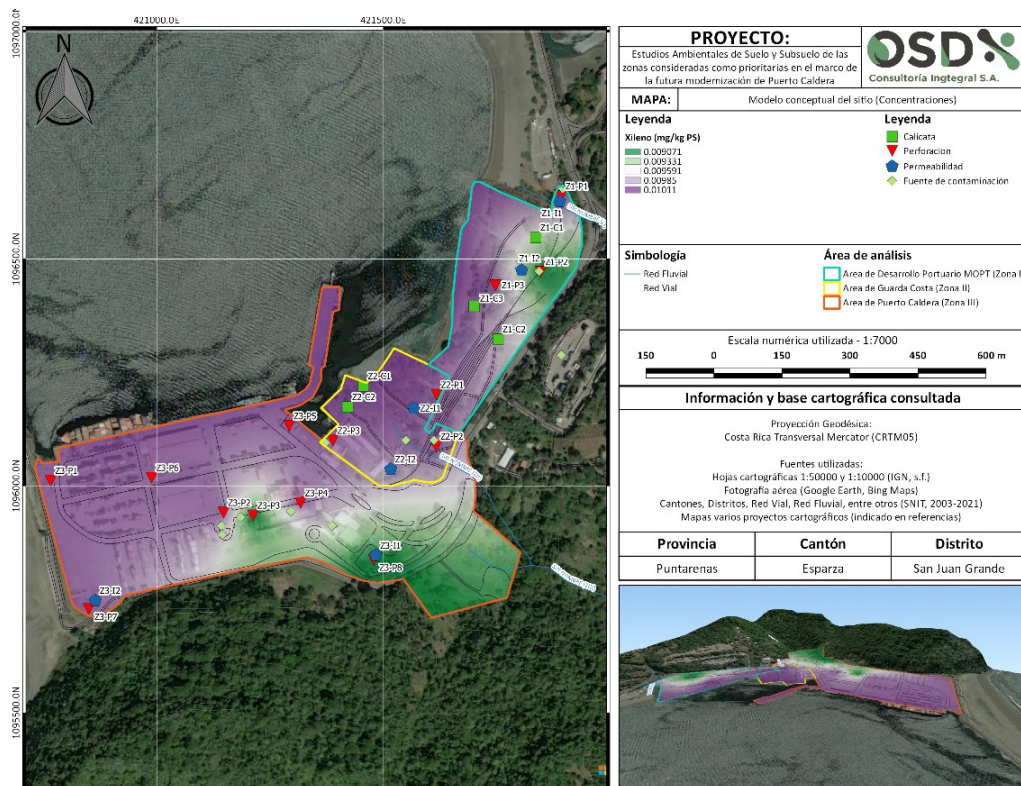 421000.0E
421500.0E
1097000.0N
1096500.0N
1096000.0N
1095500.0N
N
Z1-P1
Z1-I1
Z1-C1
Z1-I2
Z1-P2
Z1-P3
Z1-C3
Z1-C2
Z2-C1
Z2-C2
Z2-P1
Z2-I1
Z2-P3
Z2-P2
Z2-I2
Z3-P5
Z3-P1
Z3-P6
Z3-P2
Z3-P3
Z3-P4
Z3-I1
Z3-P8
Z3-I2
Z3-P7
PROYECTO:
Estudios Ambientales de Suelo y Subsuelo de las
zonas consideradas como prioritarias en el marco de
la futura modernización de Puerto Caldera
OSD
Consultoría Ingtegral S.A.
MAPA:
Modelo conceptual del sitio (Concentraciones)
Leyenda
Xileno (mg/kg PS)
0.009071
0.009331
0.009591
0.00985
0.01011
Leyenda
Calicata
Perforacion
Permeabilidad
Fuente de contaminación
Simbología
Red Fluvial
Red Vial
Área de análisis
Area de Desarrollo Portuario MOPT (Zona I
Area de Guarda Costa (Zona II)
Area de Puerto Caldera (Zona III)
Escala numérica utilizada - 1:7000
150 0 150 300 450 600 m
Información y base cartográfica consultada
Proyección Geodésica:
Costa Rica Transversal Mercator (CRTM05)
Fuentes utilizadas:
Hojas cartográficas 1:50000 y 1:10000 (IGN, s.f.)
Fotografía aérea (Google Earth, Bing Maps)
Cantones, Distritos, Red Vial, Red Fluvial, entre otros (SNIT, 2003-2021)
Mapas varios proyectos cartográficos (indicado en referencias)
Provincia Cantón Distrito
Puntarenas Esparza San Juan Grande